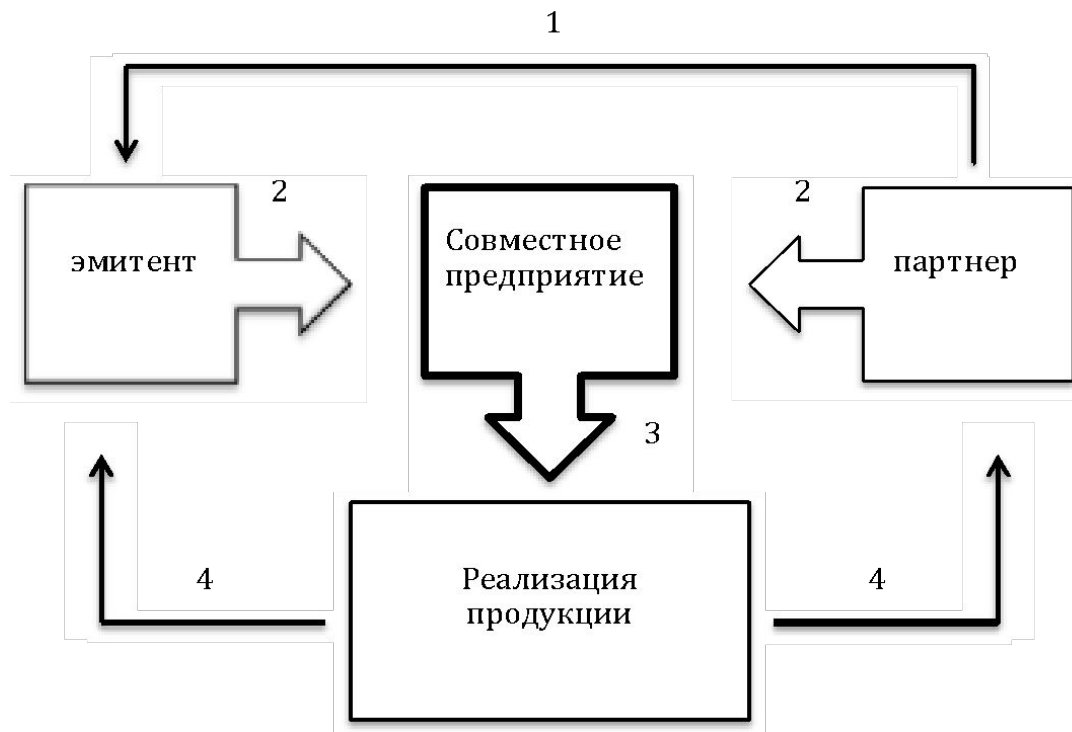 1
2
2
эмитент
Совместное
предприятие
партнер
3
4
4
Реализация
продукции